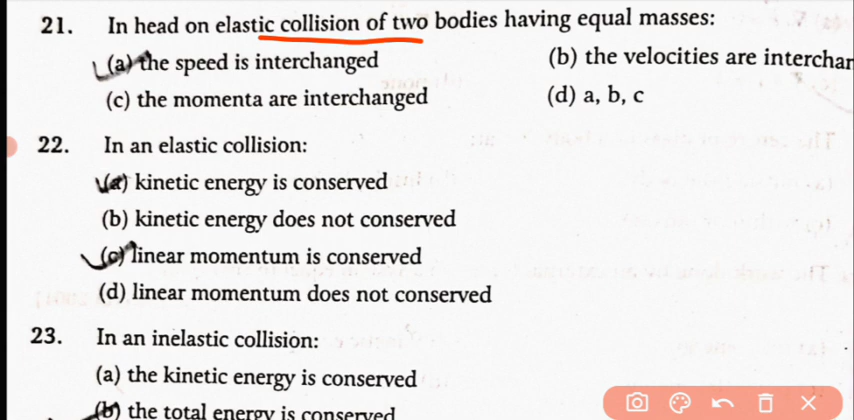 21. In head on elastic collision of two bodies having equal masses:
(a) the speed is interchanged (b) the velocities are interchan
(c) the momenta are interchanged (d) a, b, c
22. In an elastic collision:
(a) kinetic energy is conserved
(b) kinetic energy does not conserved
(c) linear momentum is conserved
(d) linear momentum does not conserved
23. In an inelastic collision:
(a) the kinetic energy is conserved
(b) the total energy is conserved